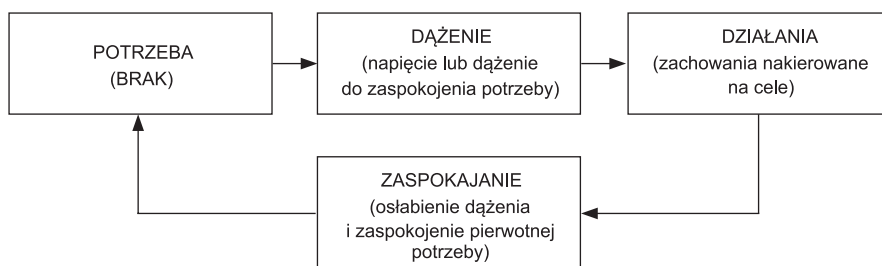 POTRZEBA
(BRAK)
DĄŻENIE
(napięcie lub dążenie
do zaspokojenia potrzeby)
DZIAŁANIA
(zachowania nakierowane
na cele)
ZASPOKAJANIE
(osłabienie dążenia
i zaspokojenie pierwotnej
potrzeby)